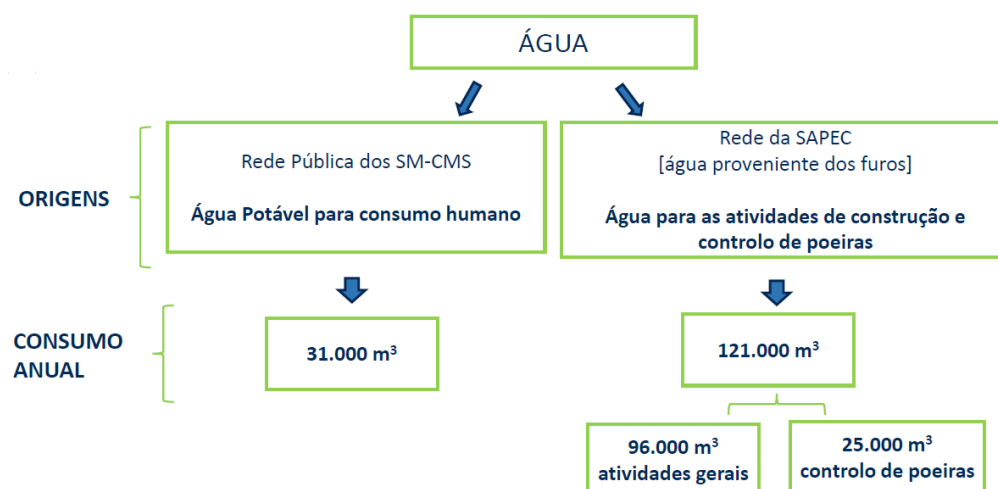 ÁGUA
ORIGENS
Rede Pública dos SM-CMS
Água Potável para consumo humano
Rede da SAPEC
[água proveniente dos furos]
Água para as atividades de construção e
controlo de poeiras
CONSUMO
ANUAL
31.000 m³
121.000 m³
96.000 m³
atividades gerais
25.000 m³
controlo de poeiras